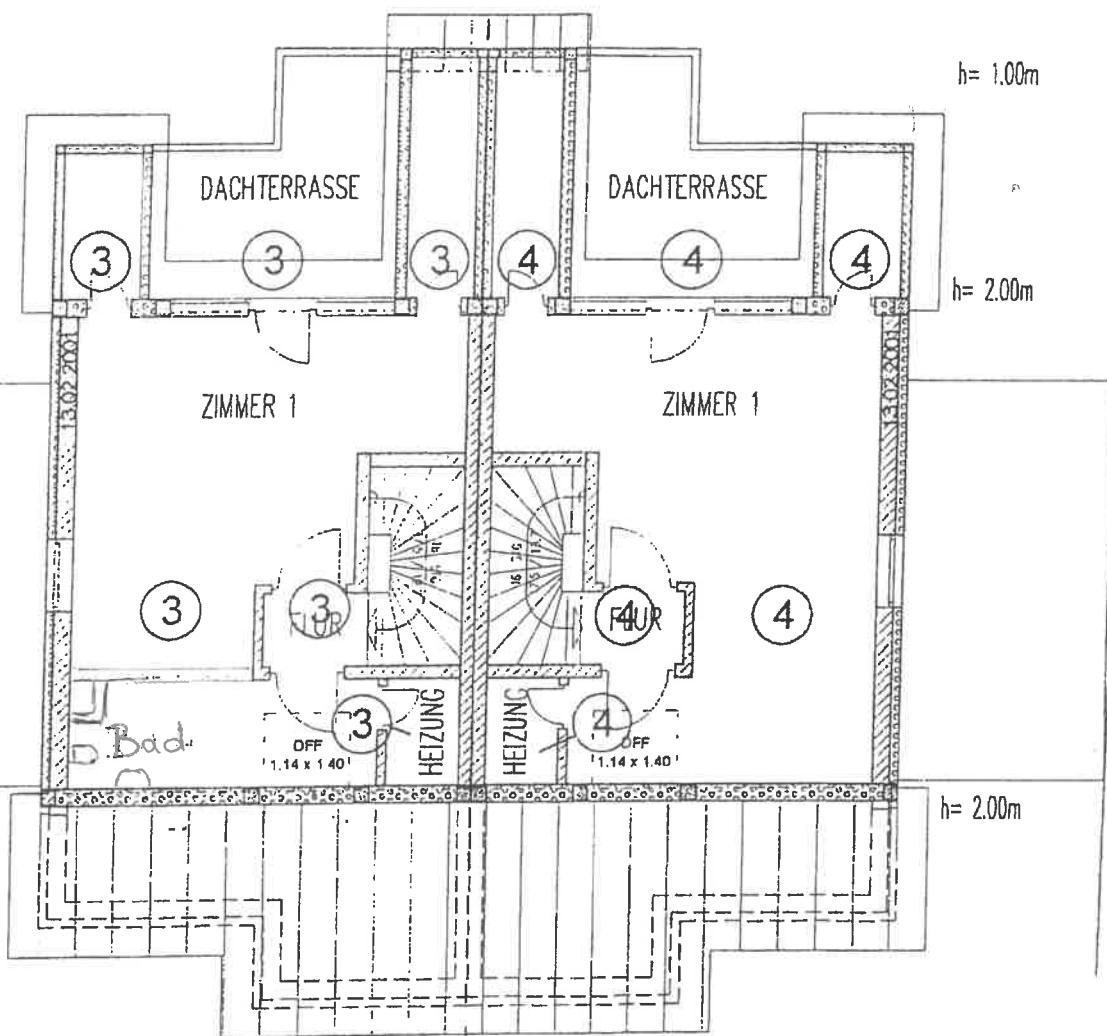 h= 1.00m
DACHTERRASSE
DACHTERRASSE
3
3
3
4
4
4
h= 2.00m
13.02.2001
13.02.2001
ZIMMER 1
ZIMMER 1
3
3
FLUR
4
FLUR
4
Bad
3
4
HEIZUNG
HEIZUNG
OFF
1.14 x 1.40
OFF
1.14 x 1.40
h= 2.00m